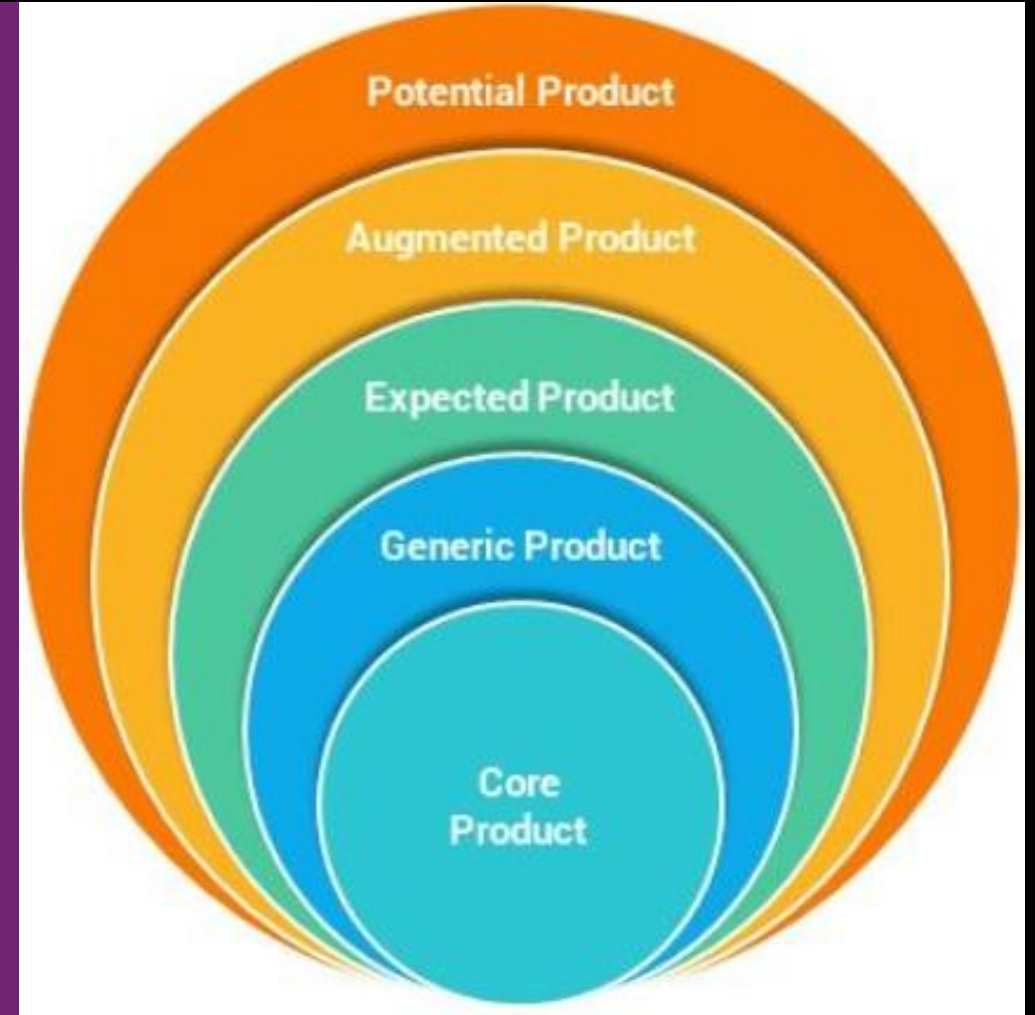 Potential Product
Augmented Product
Expected Product
Generic Product
Core
Product